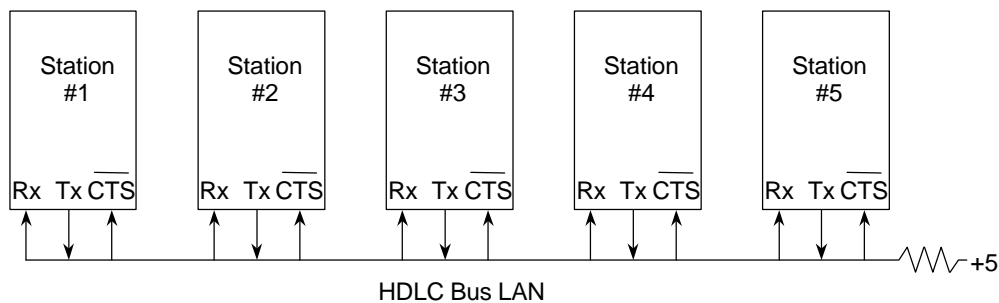 Station
#1
Rx Tx CTS
Station
#2
Rx Tx CTS
Station
#3
Rx Tx CTS
Station
#4
Rx Tx CTS
Station
#5
Rx Tx CTS
+5
HDLC Bus LAN